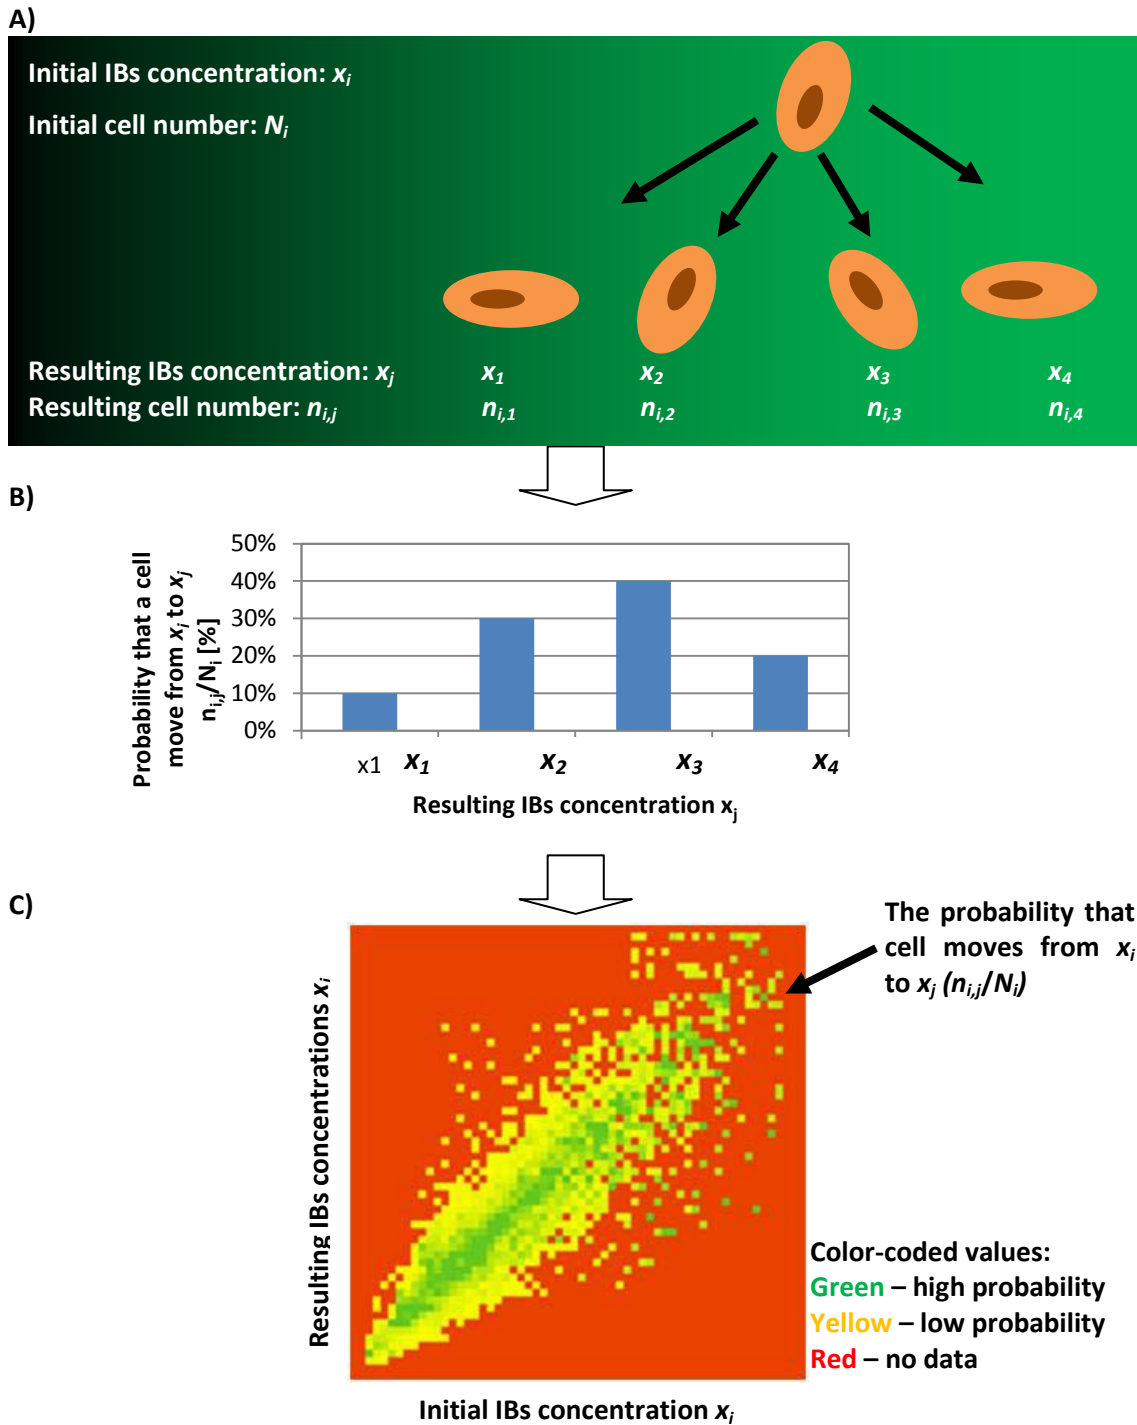 A)
Initial IBs concentration: xi
Initial cell number: Ni
Resulting IBs concentration: xj x1 x2 x3 x4
Resulting cell number: ni,j ni,1 ni,2 ni,3 ni,4
B)
Probability that a cell
move from xi to xj
ni,j/Ni [%]
50%
40%
30%
20%
10%
0%
x1 x1 x2 x3 x4
Resulting IBs concentration xj
C)
The probability that
cell moves from xi
to xj (ni,j/Ni)
Resulting IBs concentrations xi
Color-coded values:
Green – high probability
Yellow – low probability
Red – no data
Initial IBs concentration xi